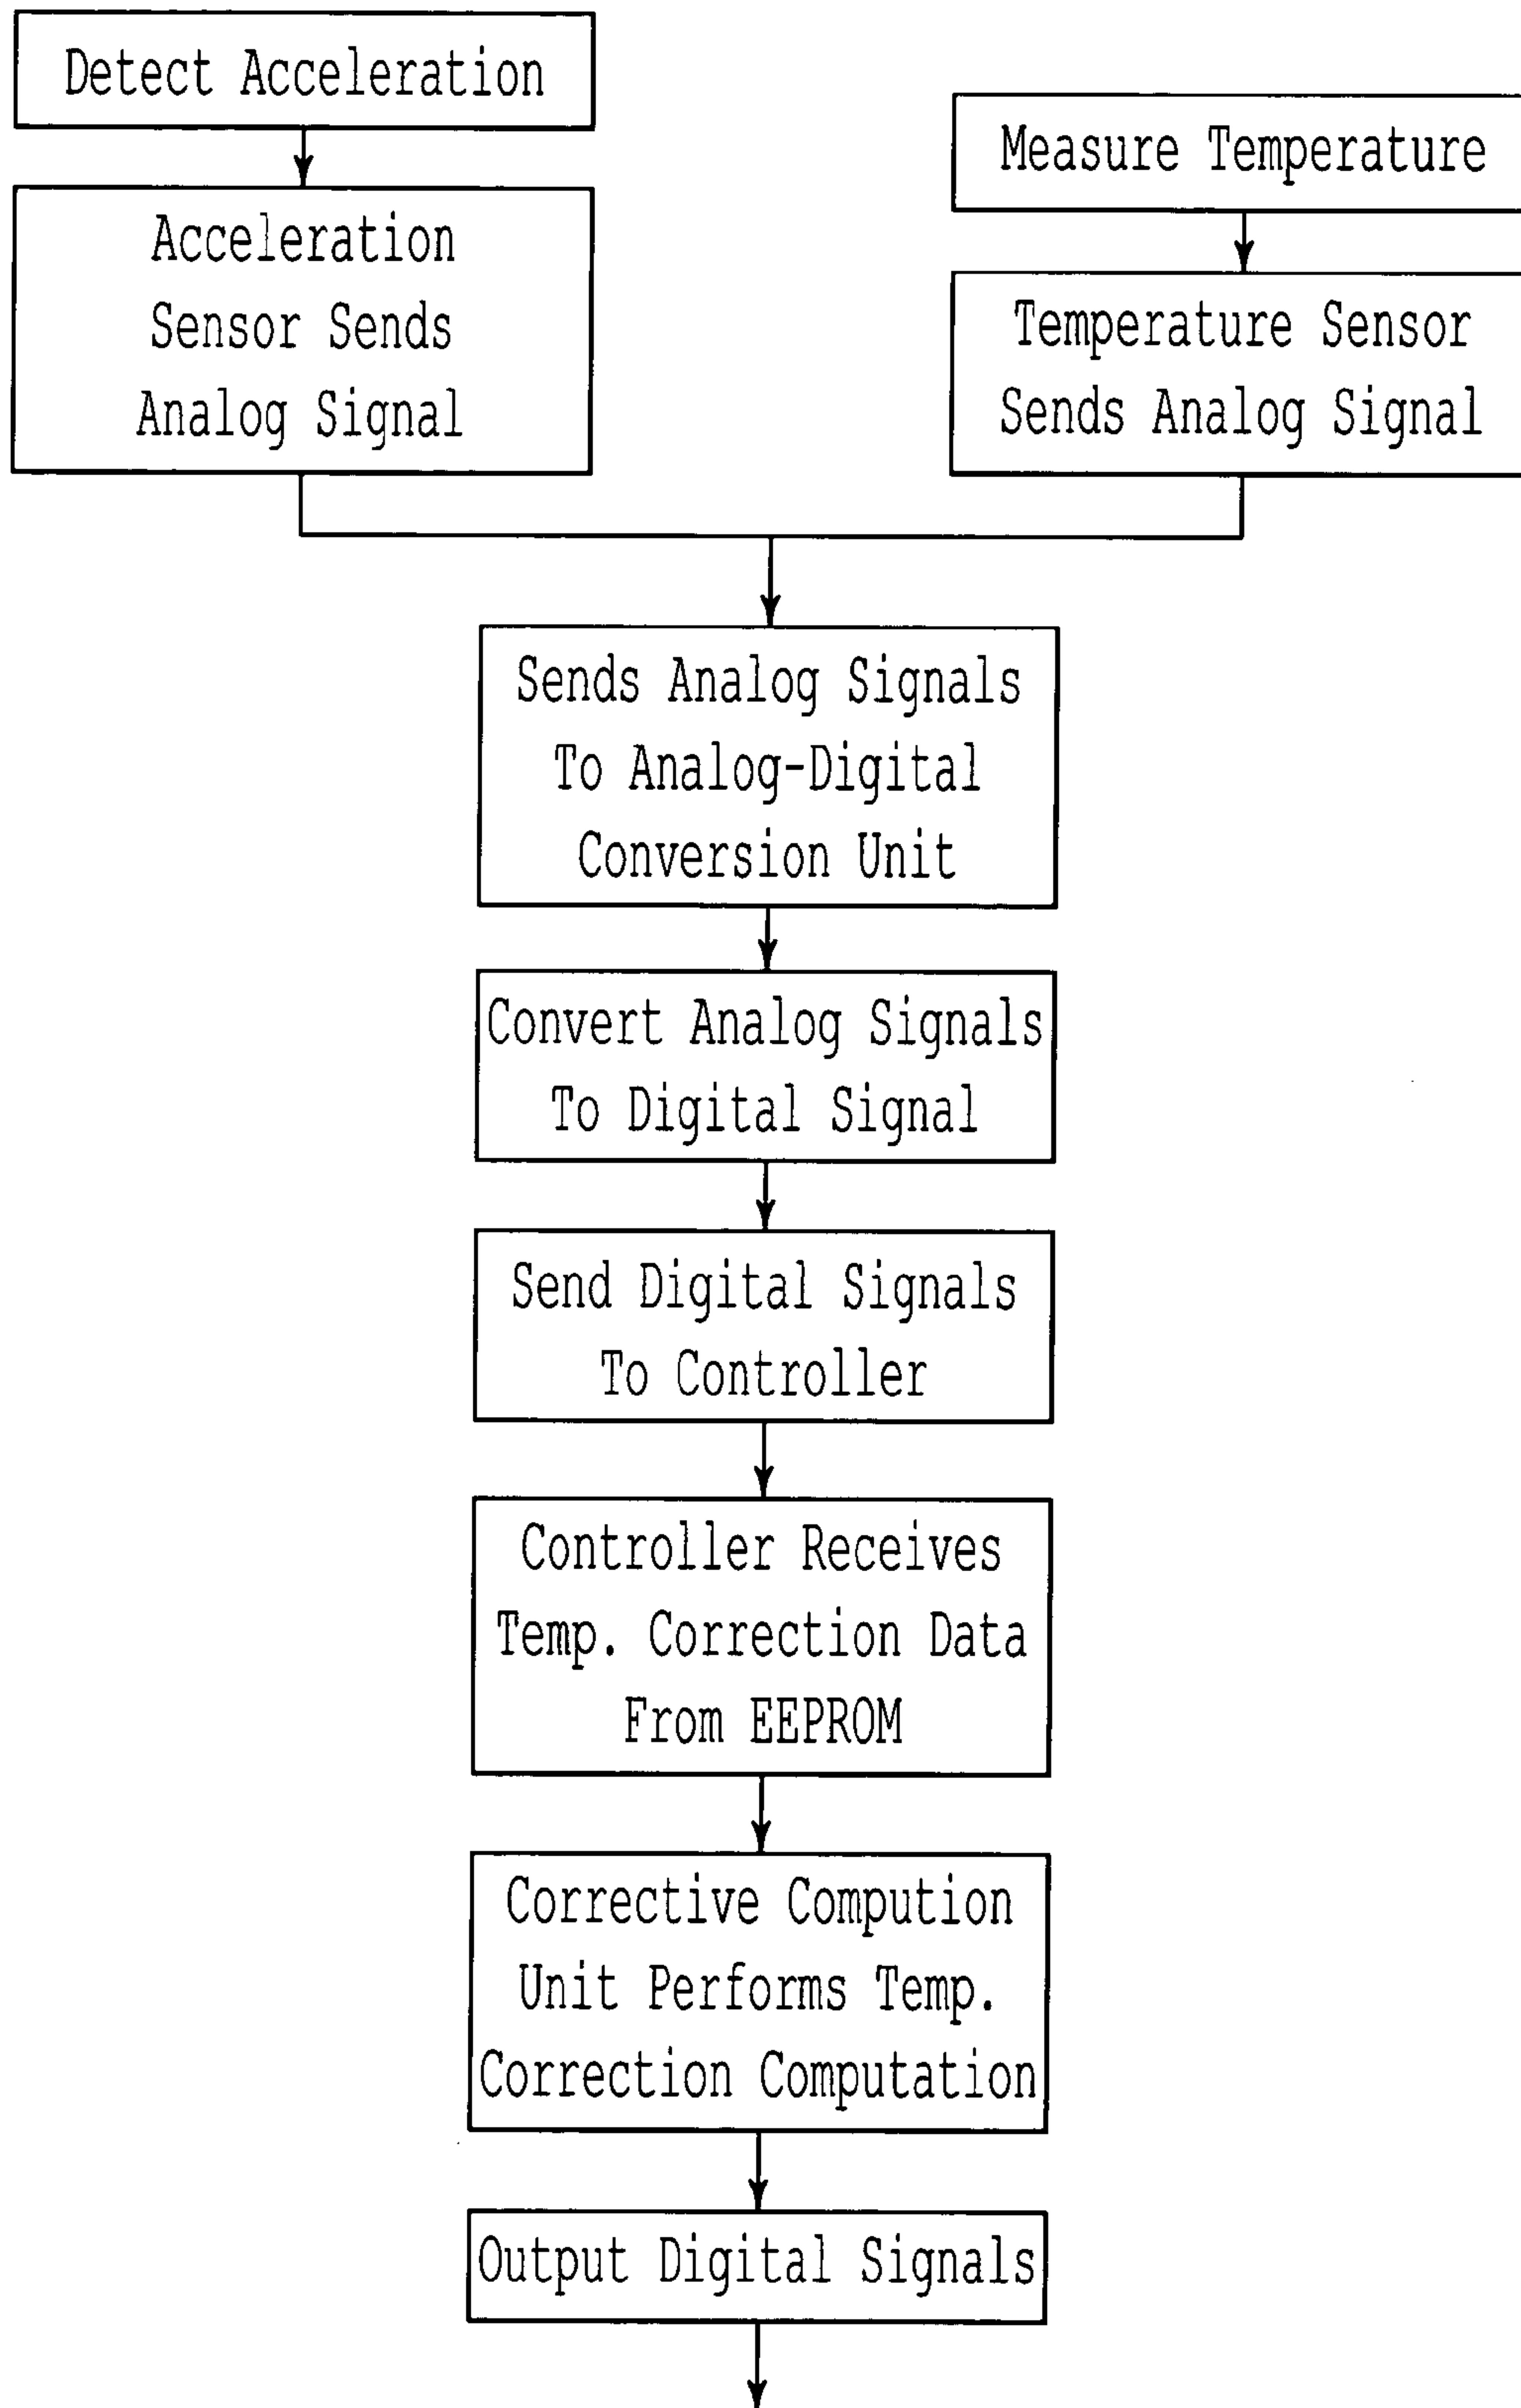 Detect Acceleration
Acceleration
Sensor Sends
Analog Signal
Measure Temperature
Temperature Sensor
Sends Analog Signal
Sends Analog Signals
To Analog-Digital
Conversion Unit
Convert Analog Signals
To Digital Signal
Send Digital Signals
To Controller
Controller Receives
Temp. Correction Data
From EEPROM
Corrective Compution
Unit Performs Temp.
Correction Computation
Output Digital Signals